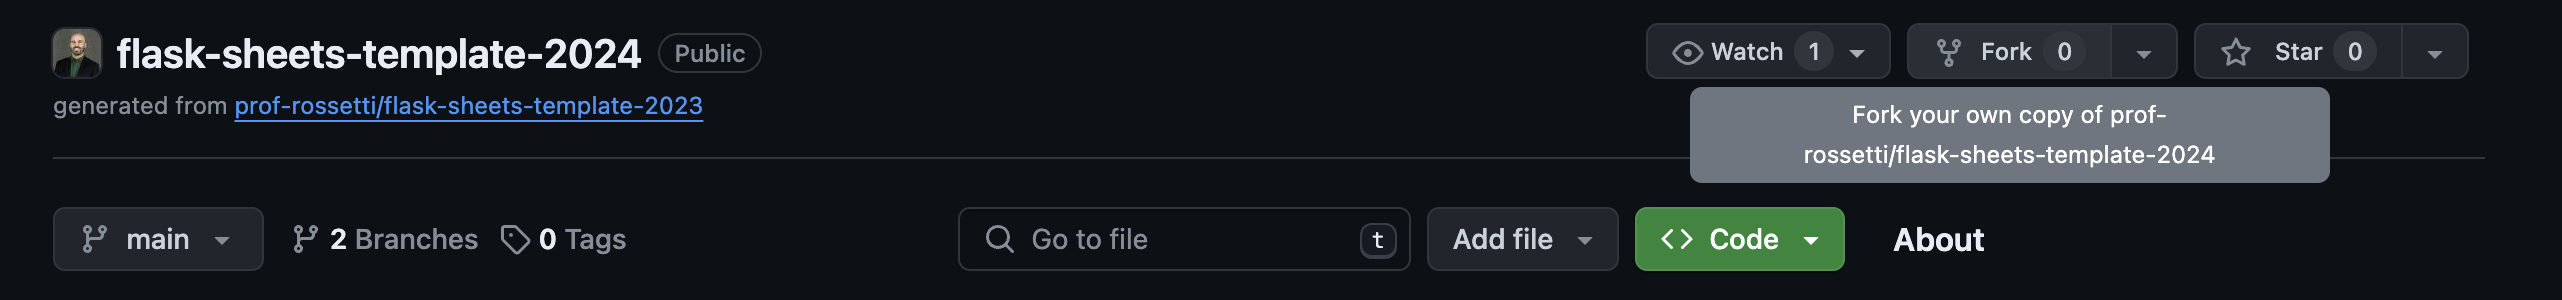 flask-sheets-template-2024 Public
Watch 1 Fork 0 Star 0
generated from prof-rossetti/flask-sheets-template-2023
Fork your own copy of prof-
rossetti/flask-sheets-template-2024
main 2 Branches 0 Tags Go to file t Add file Code About